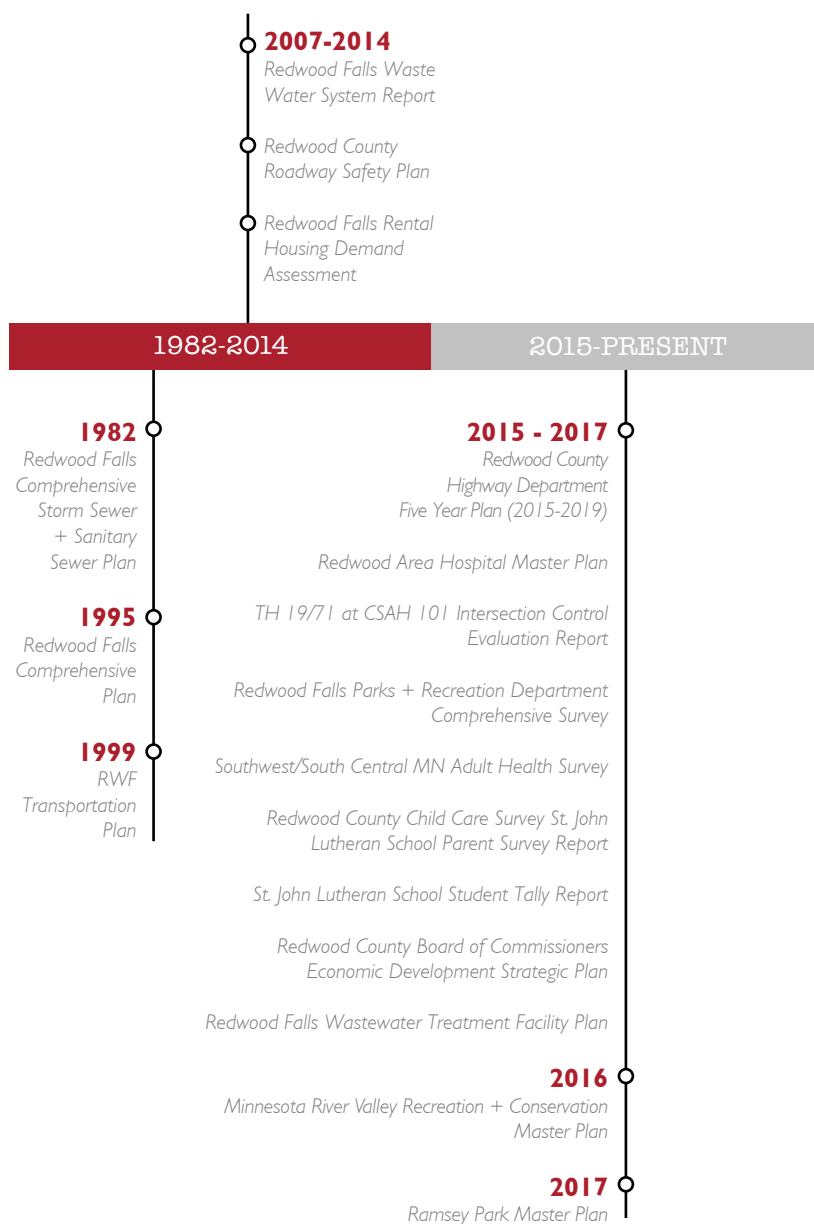 2007-2014
Redwood Falls Waste
Water System Report
Redwood County
Roadway Safety Plan
Redwood Falls Rental
Housing Demand
Assessment
1982-2014
2015-PRESENT
1982
Redwood Falls
Comprehensive
Storm Sewer
+ Sanitary
Sewer Plan
1995
Redwood Falls
Comprehensive
Plan
1999
RWF
Transportation
Plan
2015 - 2017
Redwood County
Highway Department
Five Year Plan (2015-2019)
Redwood Area Hospital Master Plan
TH 19/71 at CSAH 101 Intersection Control
Evaluation Report
Redwood Falls Parks + Recreation Department
Comprehensive Survey
Southwest/South Central MN Adult Health Survey
Redwood County Child Care Survey St. John
Lutheran School Parent Survey Report
St. John Lutheran School Student Tally Report
Redwood County Board of Commissioners
Economic Development Strategic Plan
Redwood Falls Wastewater Treatment Facility Plan
2016
Minnesota River Valley Recreation + Conservation
Master Plan
2017
Ramsey Park Master Plan